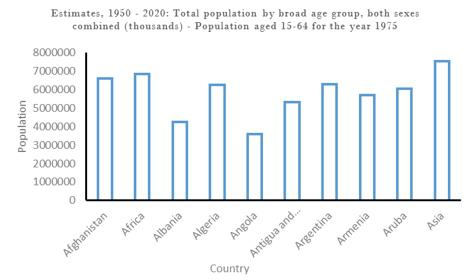 Estimates, 1950 - 2020: Total population by broad age group, both sexes
combined (thousands) - Population aged 15-64 for the year 1975
8000000
7000000
6000000
5000000
4000000
3000000
2000000
1000000
0
Population
Afghanistan
Africa
Albania
Algeria
Angola
Antigua and...
Argentina
Armenia
Aruba
Asia
Country